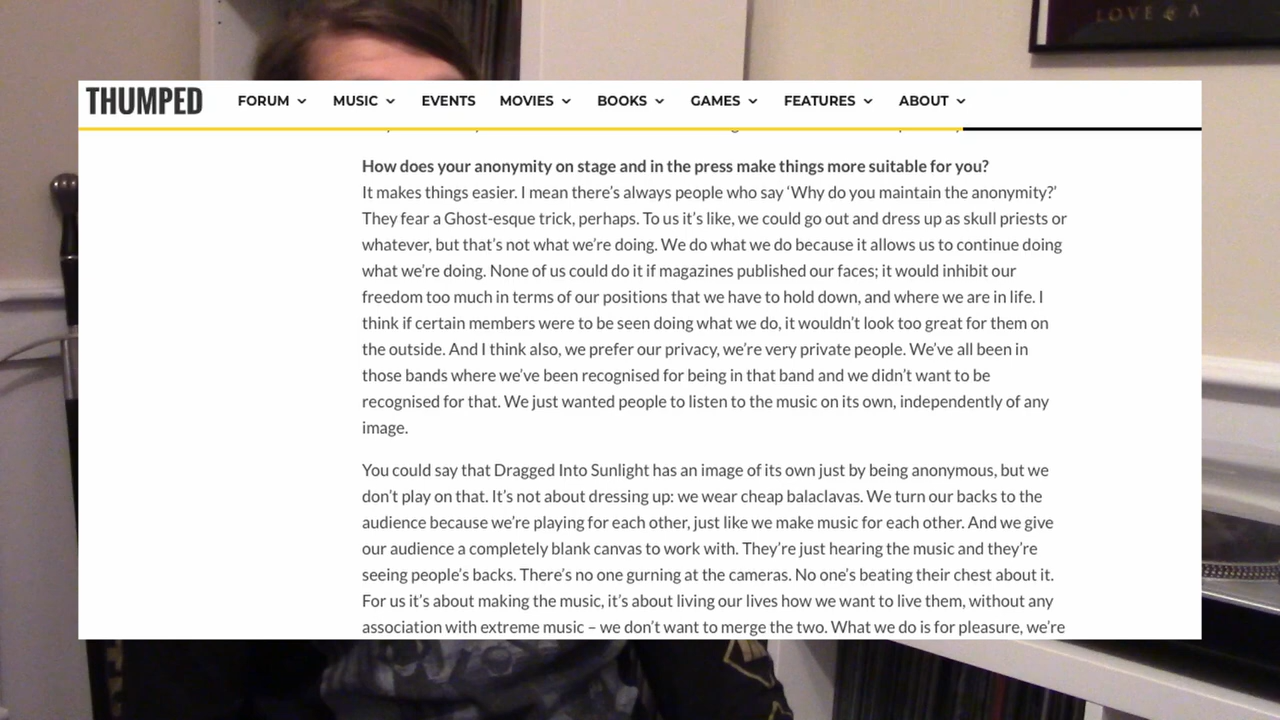 LOVE & A
THUMPED
FORUM MUSIC EVENTS MOVIES BOOKS GAMES FEATURES ABOUT
How does your anonymity on stage and in the press make things more suitable for you?
It makes things easier. I mean there’s always people who say ‘Why do you maintain the anonymity?’
They fear a Ghost-esque trick, perhaps. To us it’s like, we could go out and dress up as skull priests or
whatever, but that’s not what we’re doing. We do what we do because it allows us to continue doing
what we’re doing. None of us could do it if magazines published our faces; it would inhibit our
freedom too much in terms of our positions that we have to hold down, and where we are in life. I
think if certain members were to be seen doing what we do, it wouldn’t look too great for them on
the outside. And I think also, we prefer our privacy, we’re very private people. We’ve all been in
those bands where we’ve been recognised for being in that band and we didn’t want to be
recognised for that. We just wanted people to listen to the music on its own, independently of any
image.
You could say that Dragged Into Sunlight has an image of its own just by being anonymous, but we
don’t play on that. It’s not about dressing up: we wear cheap balaclavas. We turn our backs to the
audience because we’re playing for each other, just like we make music for each other. And we give
our audience a completely blank canvas to work with. They’re just hearing the music and they’re
seeing people’s backs. There’s no one gurning at the cameras. No one’s beating their chest about it.
For us it’s about making the music, it’s about living our lives how we want to live them, without any
association with extreme music – we don’t want to merge the two. What we do is for pleasure, we’re